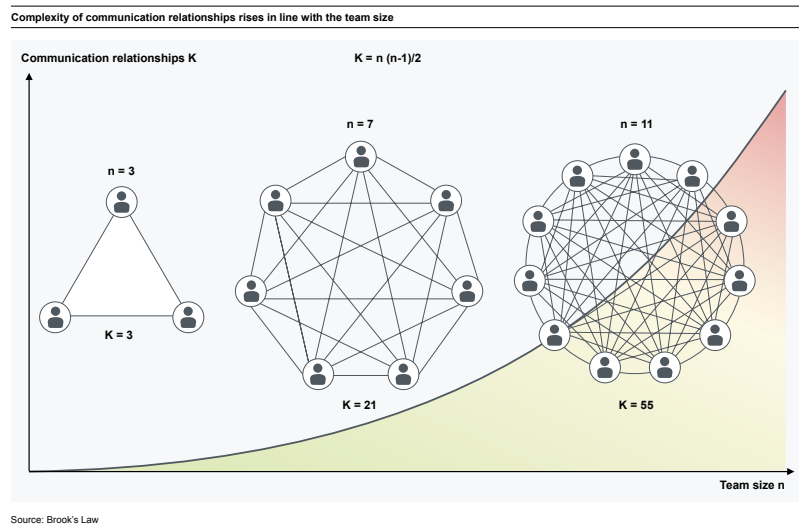 Complexity of communication relationships rises in line with the team size
Communication relationships K
K = n (n-1)/2
n = 3
n = 7
n = 11
K = 3
K = 21
K = 55
Team size n
Source: Brook's Law